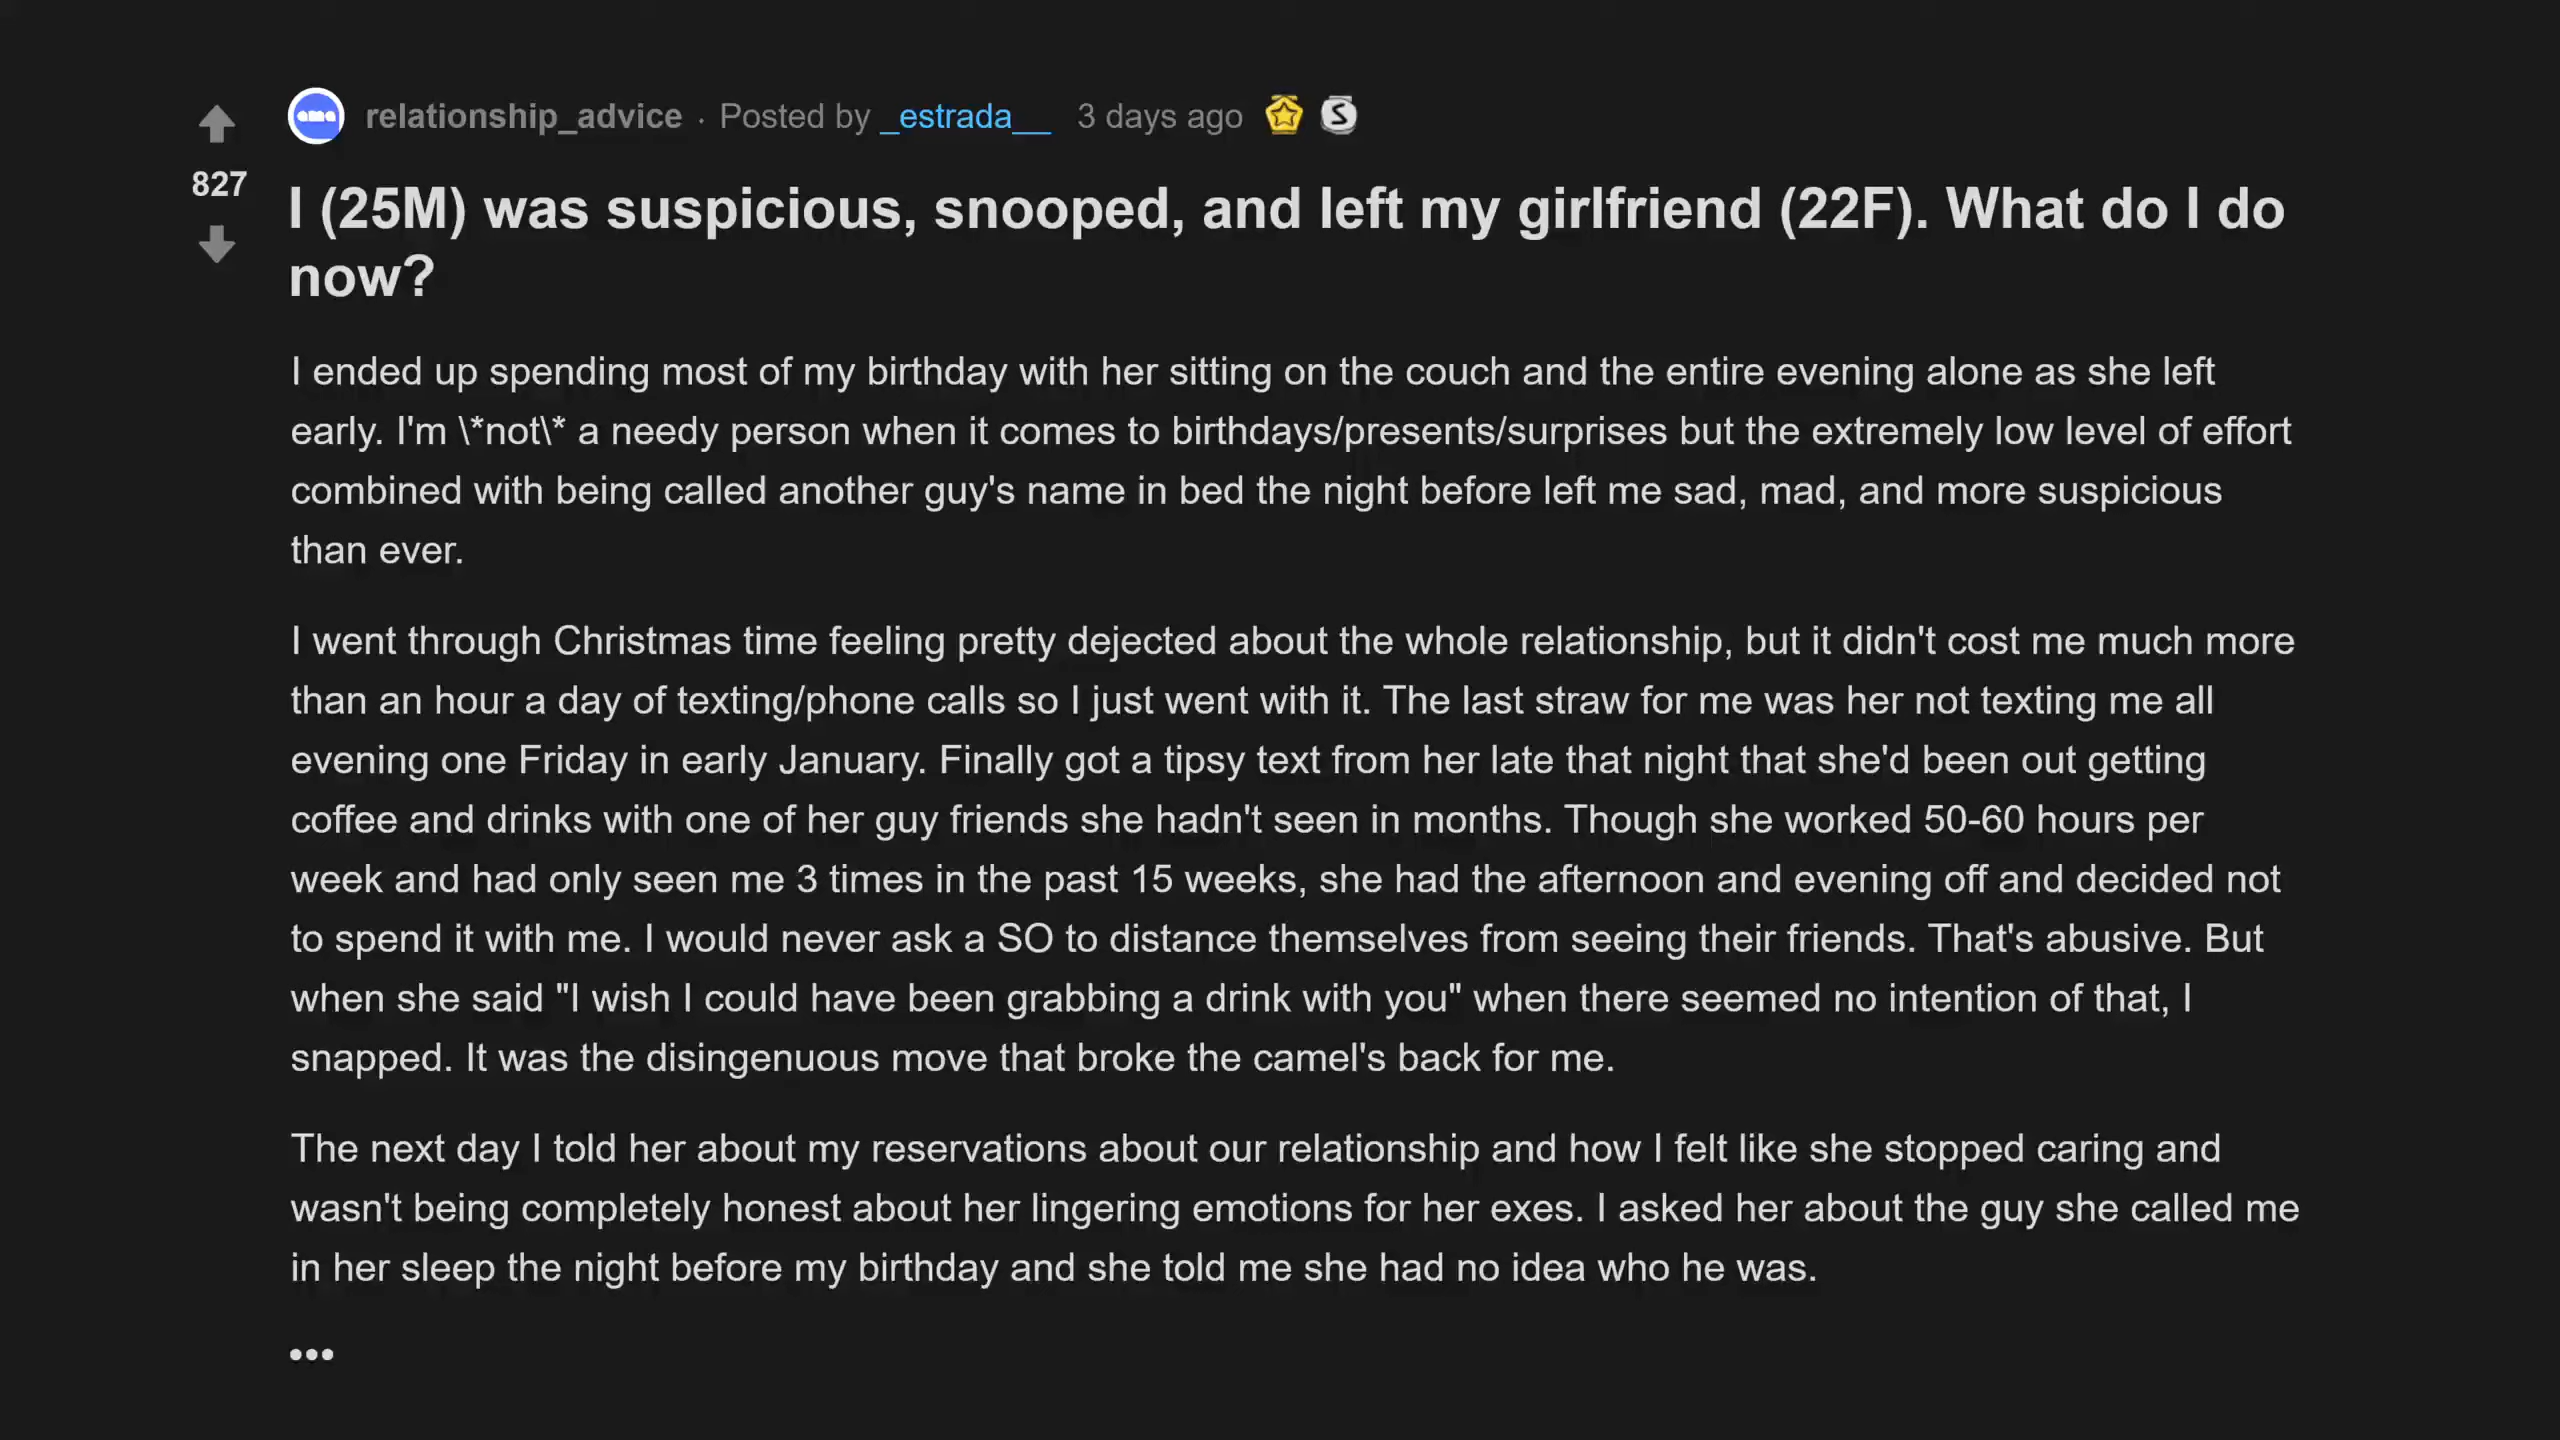 relationship_advice · Posted by _estrada__ 3 days ago
827
I (25M) was suspicious, snooped, and left my girlfriend (22F). What do I do
now?
I ended up spending most of my birthday with her sitting on the couch and the entire evening alone as she left
early. I'm \*not\* a needy person when it comes to birthdays/presents/surprises but the extremely low level of effort
combined with being called another guy's name in bed the night before left me sad, mad, and more suspicious
than ever.
I went through Christmas time feeling pretty dejected about the whole relationship, but it didn't cost me much more
than an hour a day of texting/phone calls so I just went with it. The last straw for me was her not texting me all
evening one Friday in early January. Finally got a tipsy text from her late that night that she'd been out getting
coffee and drinks with one of her guy friends she hadn't seen in months. Though she worked 50-60 hours per
week and had only seen me 3 times in the past 15 weeks, she had the afternoon and evening off and decided not
to spend it with me. I would never ask a SO to distance themselves from seeing their friends. That's abusive. But
when she said "I wish I could have been grabbing a drink with you" when there seemed no intention of that, I
snapped. It was the disingenuous move that broke the camel's back for me.
The next day I told her about my reservations about our relationship and how I felt like she stopped caring and
wasn't being completely honest about her lingering emotions for her exes. I asked her about the guy she called me
in her sleep the night before my birthday and she told me she had no idea who he was.
•••